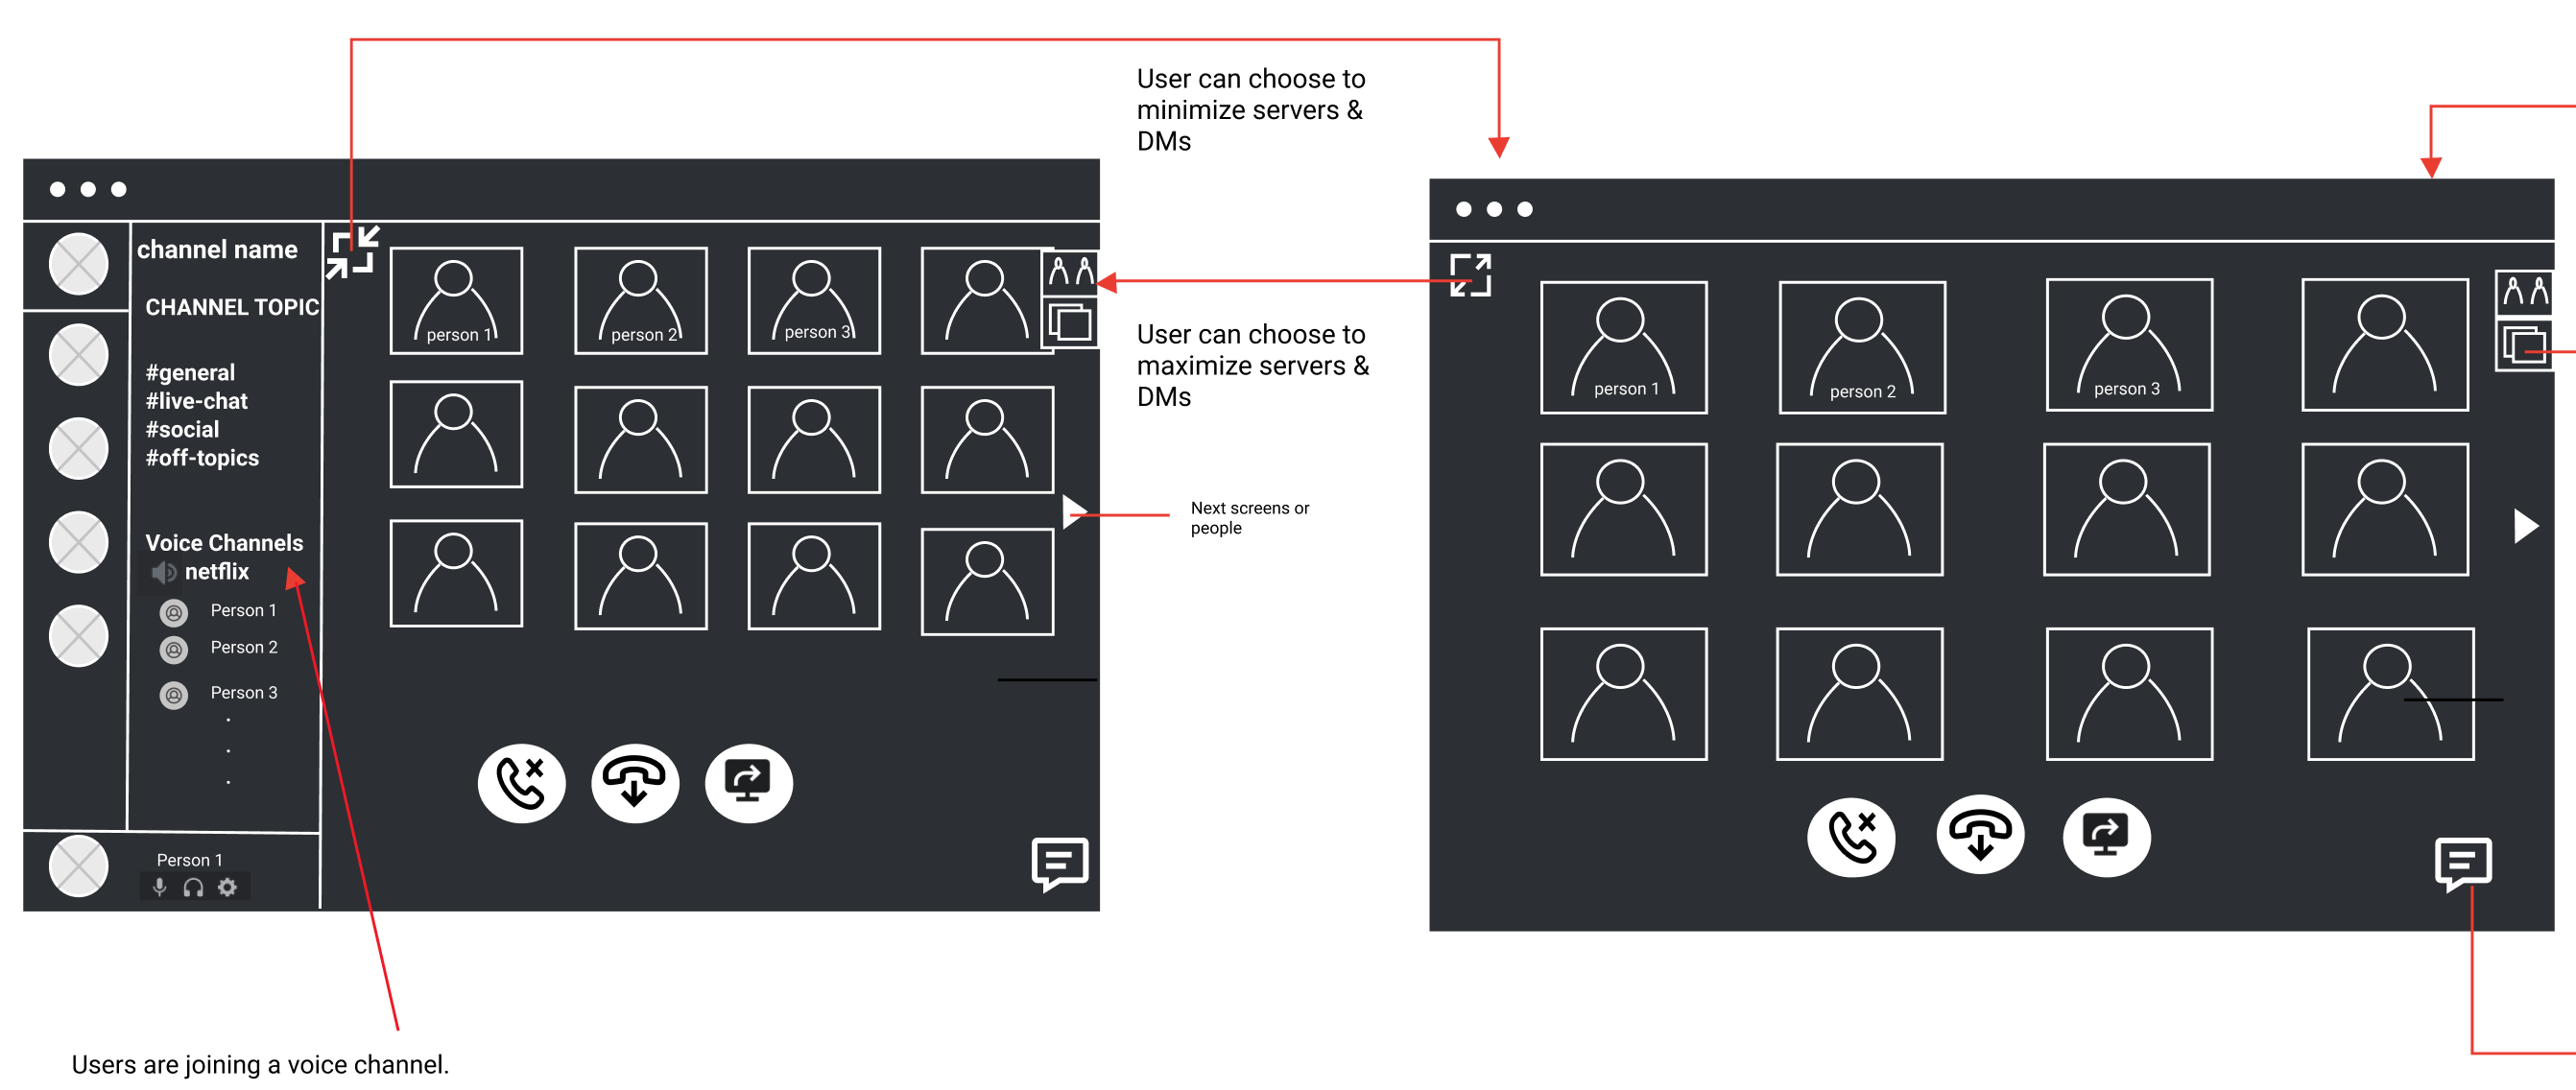 User can choose to
minimize servers &
DMs
channel name
CHANNEL TOPIC
#general
#live-chat
#social
#off-topics
Voice Channels
netflix
Person 1
Person 2
Person 3
.
.
.
Person 1
person 1
person 2
person 3
User can choose to
maximize servers &
DMs
Next screens or
people
person 1
person 2
person 3
Users are joining a voice channel.